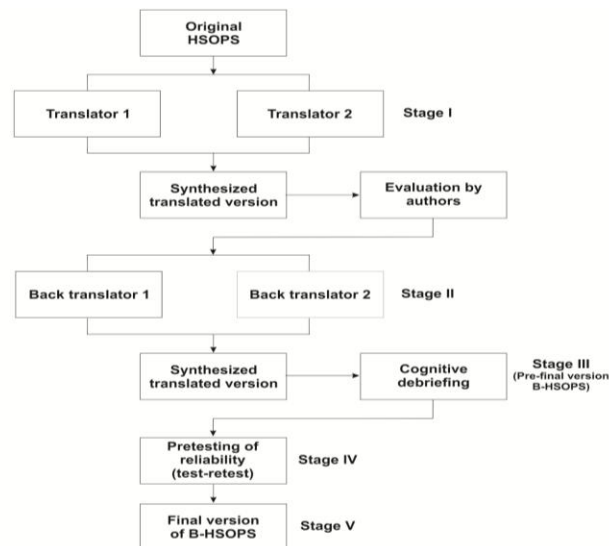 Original
HSOPS
Translator 1
Translator 2
Stage I
Synthesized
translated version
Evaluation by
authors
Back translator 1
Back translator 2
Stage II
Synthesized
translated version
Cognitive
debriefing
Stage III
(Pre-final version
B-HSOPS)
Pretesting of
reliability
(test-retest)
Stage IV
Final version
of B-HSOPS
Stage V